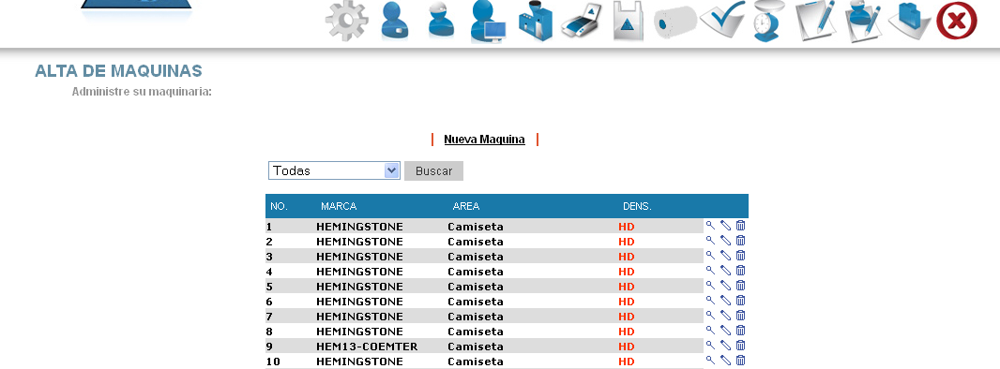 ALTA DE MAQUINAS
Administre su maquinaria:
Nueva Maquina
Todas Buscar
NO. MARCA AREA DENS.
1 HEMINGSTONE Camiseta HD
2 HEMINGSTONE Camiseta HD
3 HEMINGSTONE Camiseta HD
4 HEMINGSTONE Camiseta HD
5 HEMINGSTONE Camiseta HD
6 HEMINGSTONE Camiseta HD
7 HEMINGSTONE Camiseta HD
8 HEMINGSTONE Camiseta HD
9 HEM13-COEMTER Camiseta HD
10 HEMINGSTONE Camiseta HD